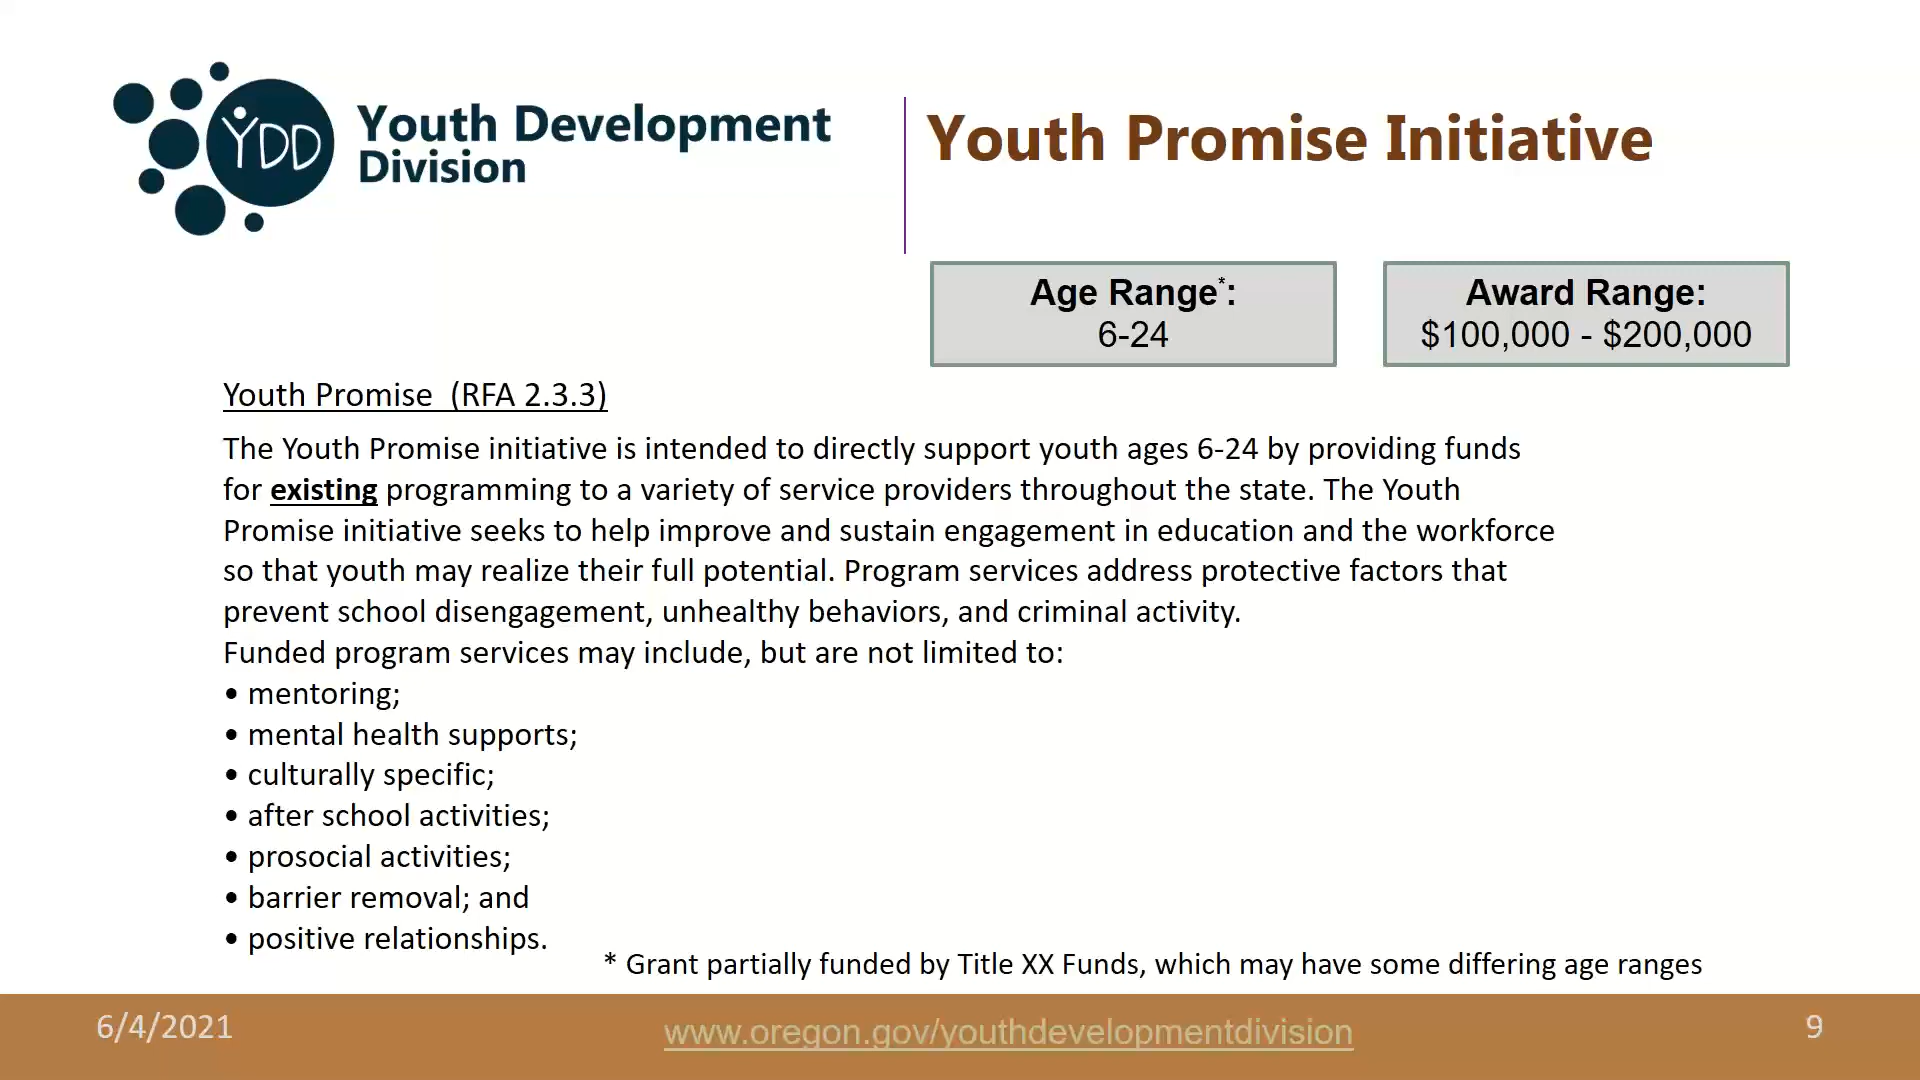 YDD
Youth Development
Division
Youth Promise Initiative
Age Range*:
6-24
Award Range:
$100,000 - $200,000
Youth Promise  (RFA 2.3.3)
The Youth Promise initiative is intended to directly support youth ages 6-24 by providing funds
for existing programming to a variety of service providers throughout the state. The Youth
Promise initiative seeks to help improve and sustain engagement in education and the workforce
so that youth may realize their full potential. Program services address protective factors that
prevent school disengagement, unhealthy behaviors, and criminal activity.
Funded program services may include, but are not limited to:
• mentoring;
• mental health supports;
• culturally specific;
• after school activities;
• prosocial activities;
• barrier removal; and
• positive relationships.
* Grant partially funded by Title XX Funds, which may have some differing age ranges
6/4/2021
www.oregon.gov/youthdevelopmentdivision
9